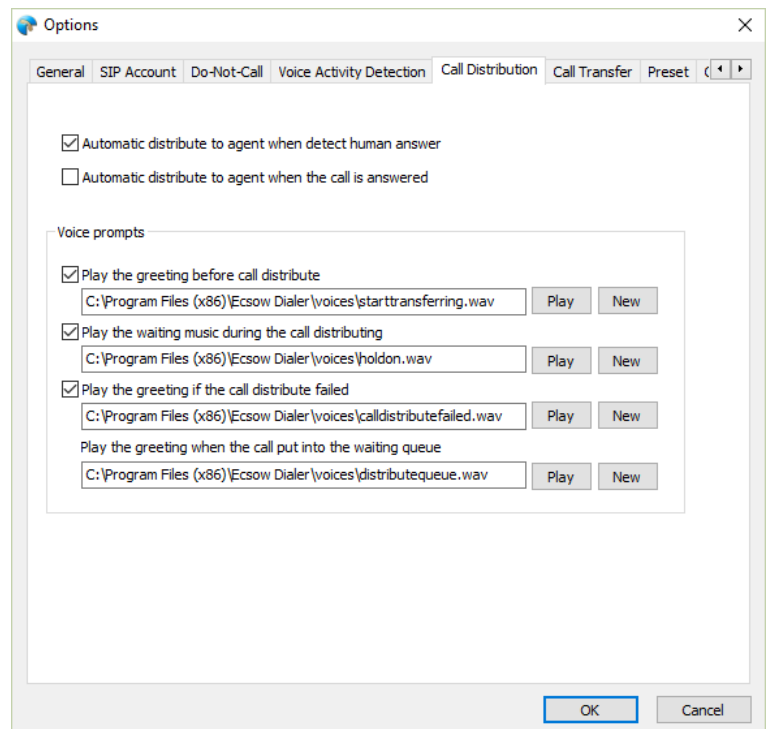 Options
General SIP Account Do-Not-Call Voice Activity Detection Call Distribution Call Transfer Preset
Automatic distribute to agent when detect human answer
Automatic distribute to agent when the call is answered
Voice prompts
Play the greeting before call distribute
C:\Program Files (x86)\Ecsow Dialer\voices\starttransferring.wav Play New
Play the waiting music during the call distributing
C:\Program Files (x86)\Ecsow Dialer\voices\holdon.wav Play New
Play the greeting if the call distribute failed
C:\Program Files (x86)\Ecsow Dialer\voices\calldistributefailed.wav Play New
Play the greeting when the call put into the waiting queue
C:\Program Files (x86)\Ecsow Dialer\voices\distributequeue.wav Play New
OK Cancel